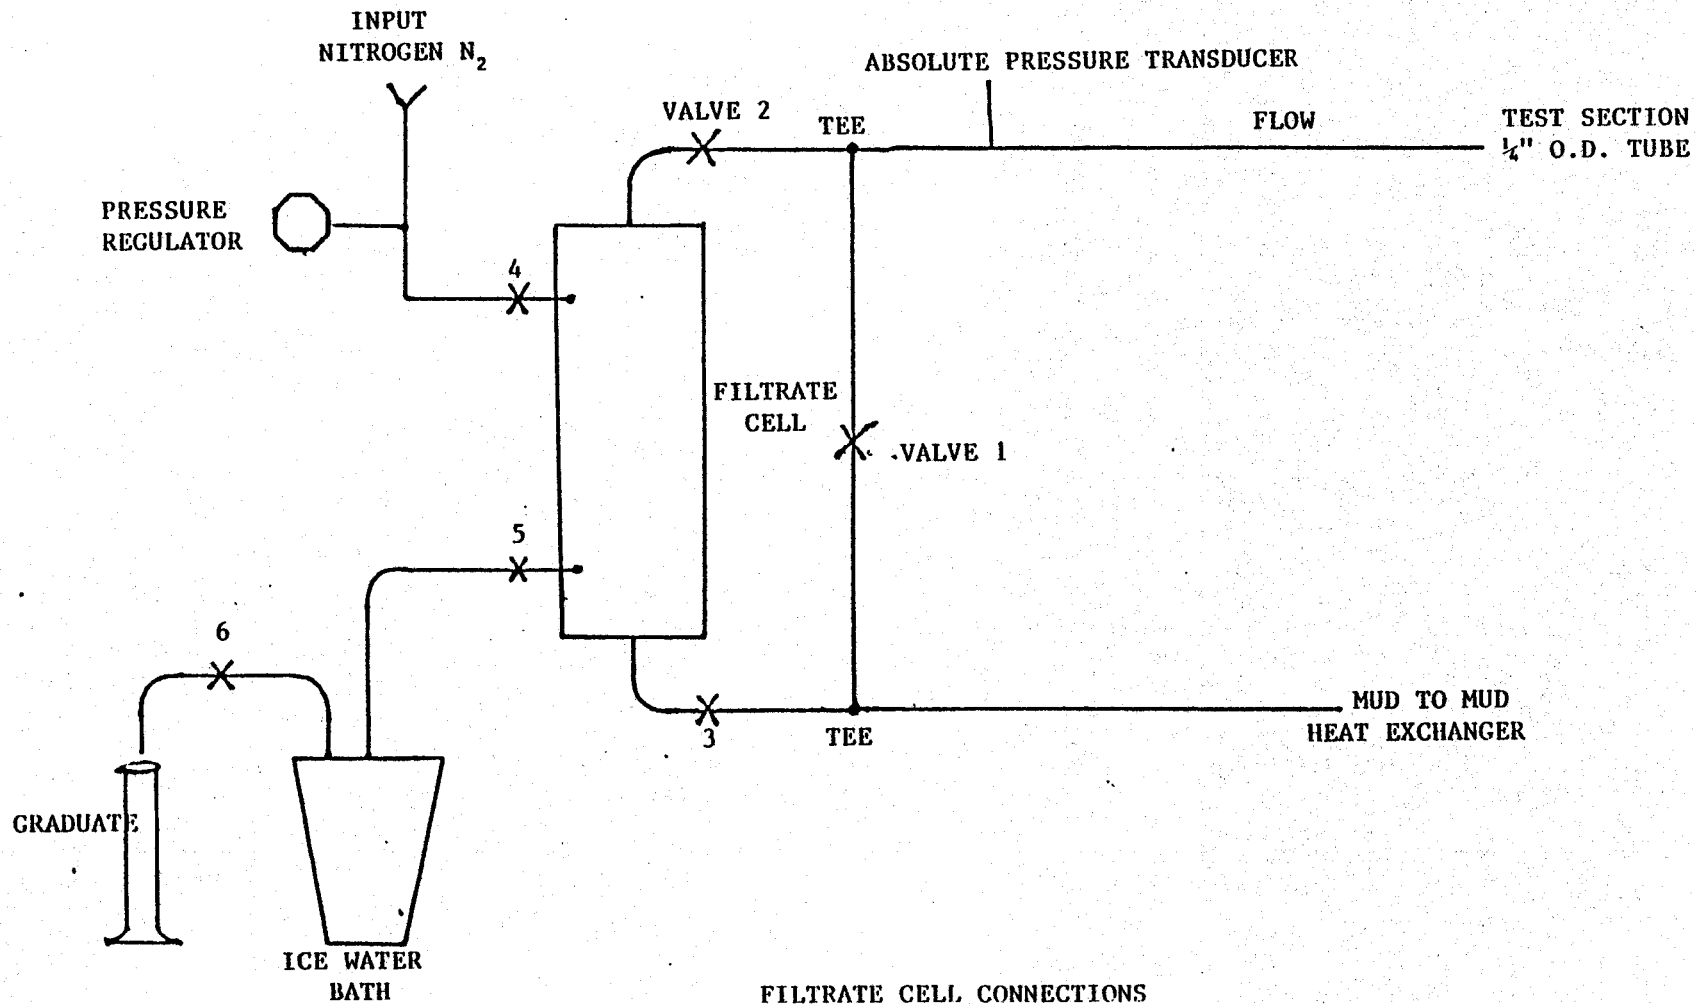 INPUT
NITROGEN N₂
ABSOLUTE PRESSURE TRANSDUCER
VALVE 2
TEE
FLOW
TEST SECTION
¼" O.D. TUBE
PRESSURE
REGULATOR
4
FILTRATE
CELL
VALVE 1
5
6
3
TEE
MUD TO MUD
HEAT EXCHANGER
GRADUATE
ICE WATER
BATH
FILTRATE CELL CONNECTIONS